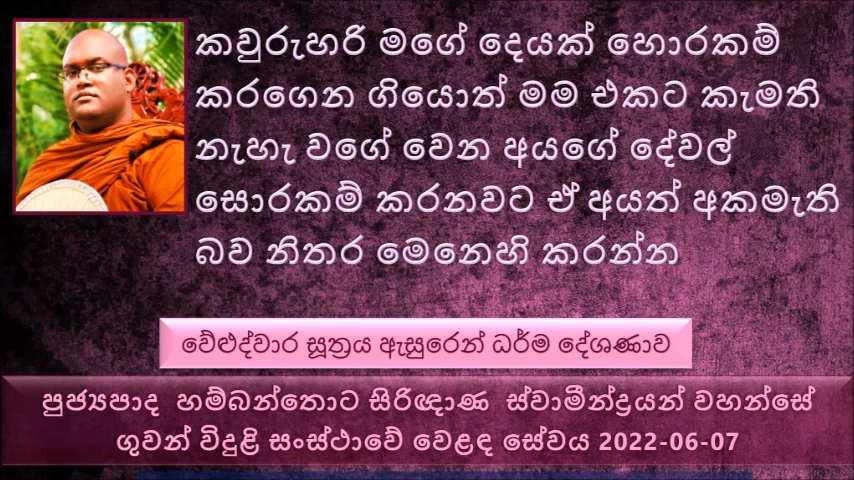 කවුරුහරි මගේ දෙයක් හොරකම්
කරගෙන ගියොත් මම එකට කැමති
නැහැ වගේ වෙන අයගේ දේවල්
සොරකම් කරනවට ඒ අයත් අකමැති
බව නිතර මෙනෙහි කරන්න
වේළුද්වාර සූත්‍රය ඇසුරෙන් ධර්ම දේශණාව
පුජ්‍යපාද හම්බන්තොට සිරිඥාණ ස්වාමීන්ද්‍රයන් වහන්සේ
ගුවන් විදුළි සංස්ථාවේ වෙළඳ සේවය 2022-06-07